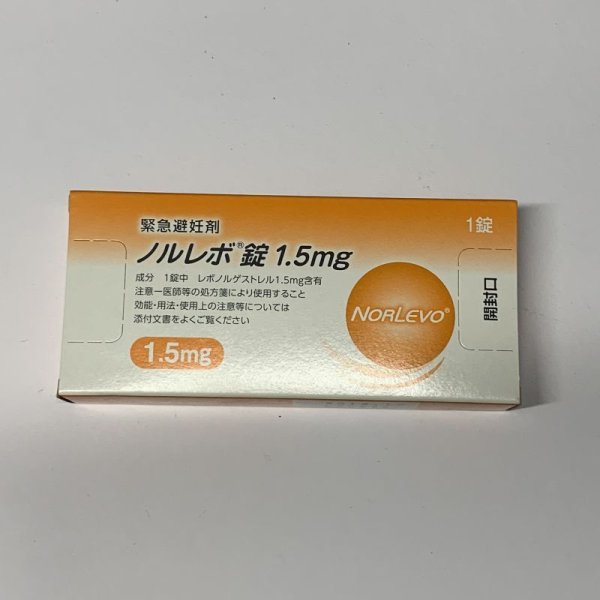 緊急避妊剤
1錠
ノルレボ®錠 1.5mg
成分 1錠中 レボノルゲストレル1.5mg含有
注意－医師等の処方箋により使用すること
効能・用法・使用上の注意等については
添付文書をよくご覧ください
1.5mg
NORLEVO®
開封口